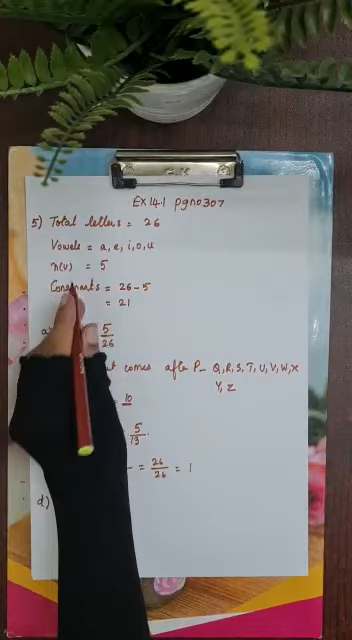 Ex 14.1 pg no 307
5) Total letters = 26
Vowels = a, e, i, o, u
n(v) = 5
Consonants = 26 - 5
= 21
a) 5/26
comes after P - Q, R, S, T, U, V, W, X
Y, Z
= 10
5/13.
= 26/26 = 1
d)